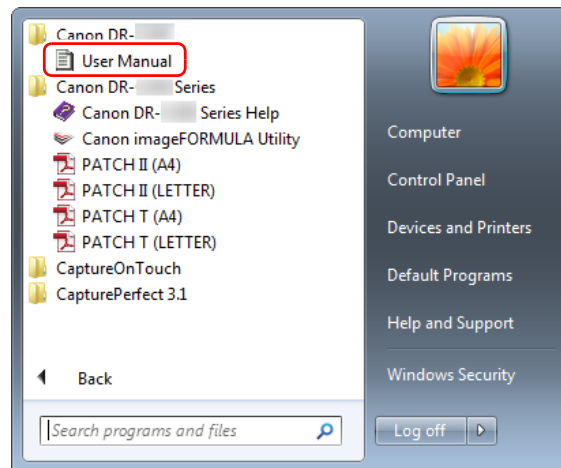 Canon DR-
User Manual
Canon DR- Series
Canon DR- Series Help
Canon imageFORMULA Utility
PATCH II (A4)
PATCH II (LETTER)
PATCH T (A4)
PATCH T (LETTER)
CaptureOnTouch
CapturePerfect 3.1
Back
Search programs and files
Computer
Control Panel
Devices and Printers
Default Programs
Help and Support
Windows Security
Log off